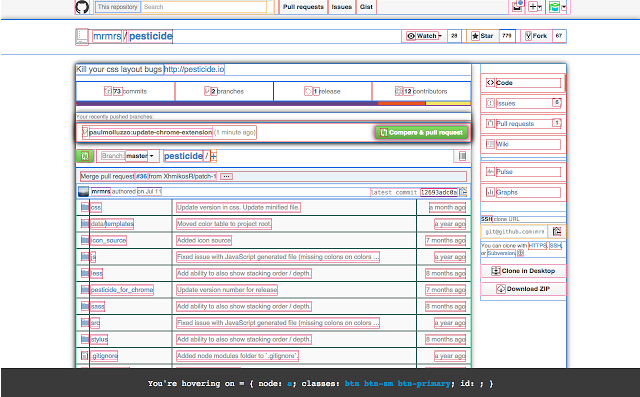 This repository Search Pull requests Issues Gist
mrmrs / pesticide Watch 28 Star 779 Fork 67
Kill your css layout bugs http://pesticide.io
73 commits 2 branches 1 release 12 contributors
Your recently pushed branches:
paulmolluzzo:update-chrome-extension (1 minute ago) Compare & pull request
Branch: master pesticide / +
Merge pull request #36 from XhmikosR/patch-1 ...
mrmrs authored on Jul 11 latest commit 12693adc0a
css Update version in css. Update minified file. a month ago
data/templates Moved color table to project root. a year ago
icon_source Added icon source 7 months ago
js Fixed issue with JavaScript generated file (missing colons on colors ... a year ago
less Add ability to also show stacking order / depth. 8 months ago
pesticide_for_chrome Update version number for release 7 months ago
sass Add ability to also show stacking order / depth. 8 months ago
src Fixed issue with JavaScript generated file (missing colons on colors ... a year ago
stylus Add ability to also show stacking order / depth. 8 months ago
.gitignore Added node modules folder to `.gitignore`. a year ago
Code
Issues 6
Pull requests 1
Wiki
Pulse
Graphs
SSH clone URL
git@github.com:mrm
You can clone with HTTPS, SSH,
or Subversion.
Clone in Desktop
Download ZIP
You're hovering on = { node: a; classes: btn btn-sm btn-primary; id: ; }